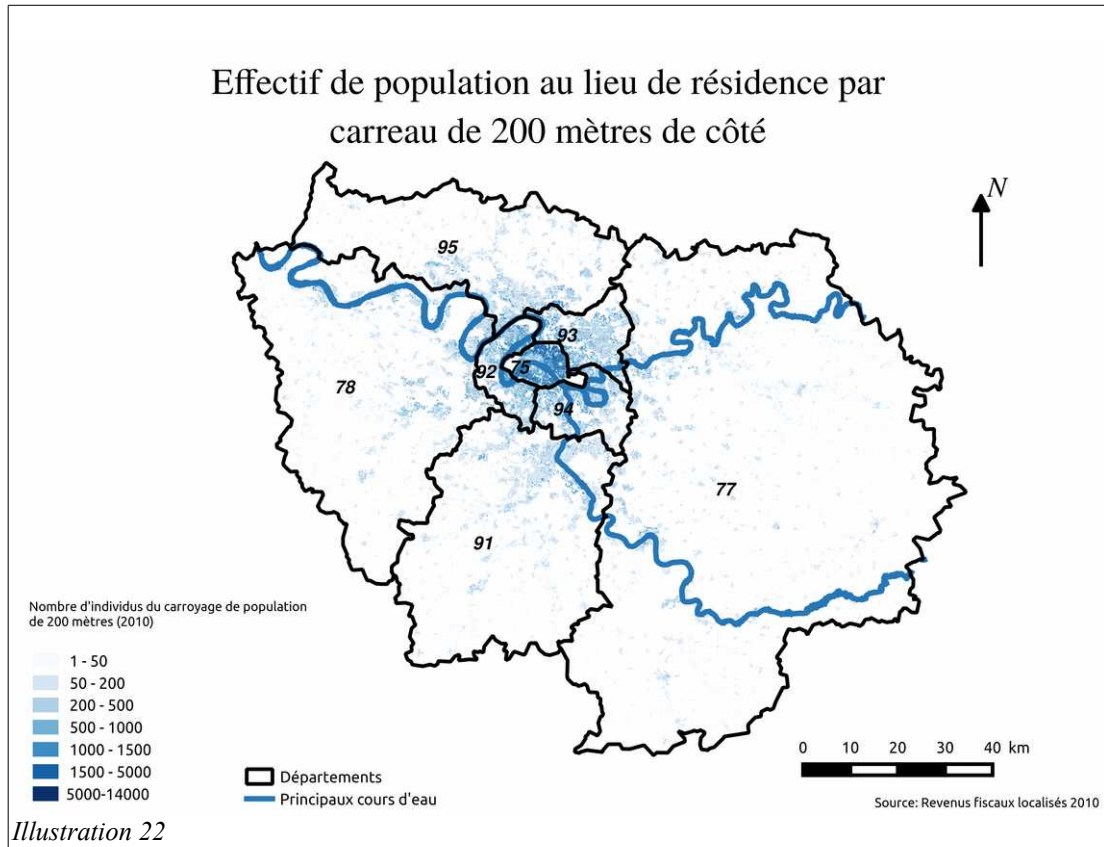 Effectif de population au lieu de résidence par
carreau de 200 mètres de côté
N
95
93
92
75
78
94
77
91
Nombre d'individus du carroyage de population
de 200 mètres (2010)
1 - 50
50 - 200
200 - 500
500 - 1000
1000 - 1500
1500 - 5000
5000-14000
Départements
Principaux cours d'eau
0 10 20 30 40 km
Source: Revenus fiscaux localisés 2010
Illustration 22